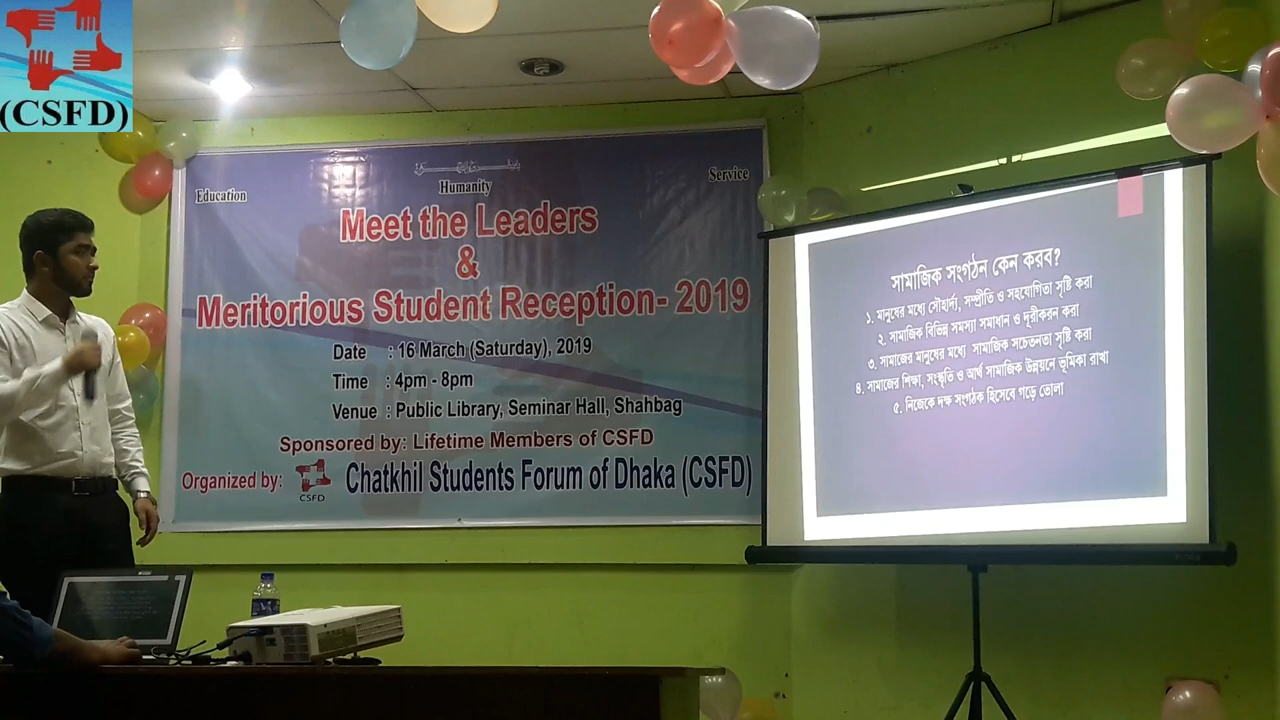 (CSFD)
Education
Humanity
Service
Meet the Leaders
&
Meritorious Student Reception- 2019
Date : 16 March (Saturday), 2019
Time : 4pm - 8pm
Venue : Public Library, Seminar Hall, Shahbag
Sponsored by: Lifetime Members of CSFD
Organized by: CSFD Chatkhil Students Forum of Dhaka (CSFD)
সামাজিক সংগঠন কেন করব?
১. মানুষের মধ্যে সৌহার্দ্য, সম্প্রীতি ও সহযোগিতা সৃষ্টি করা
২. সামাজিক বিভিন্ন সমস্যা সমাধান ও দূরীকরন করা
৩. সমাজের মানুষের মধ্যে সামাজিক সচেতনতা সৃষ্টি করা
৪. সমাজের শিক্ষা, সংস্কৃতি ও আর্থ সামাজিক উন্নয়নে ভূমিকা রাখা
৫. নিজেকে দক্ষ সংগঠক হিসেবে গড়ে তোলা